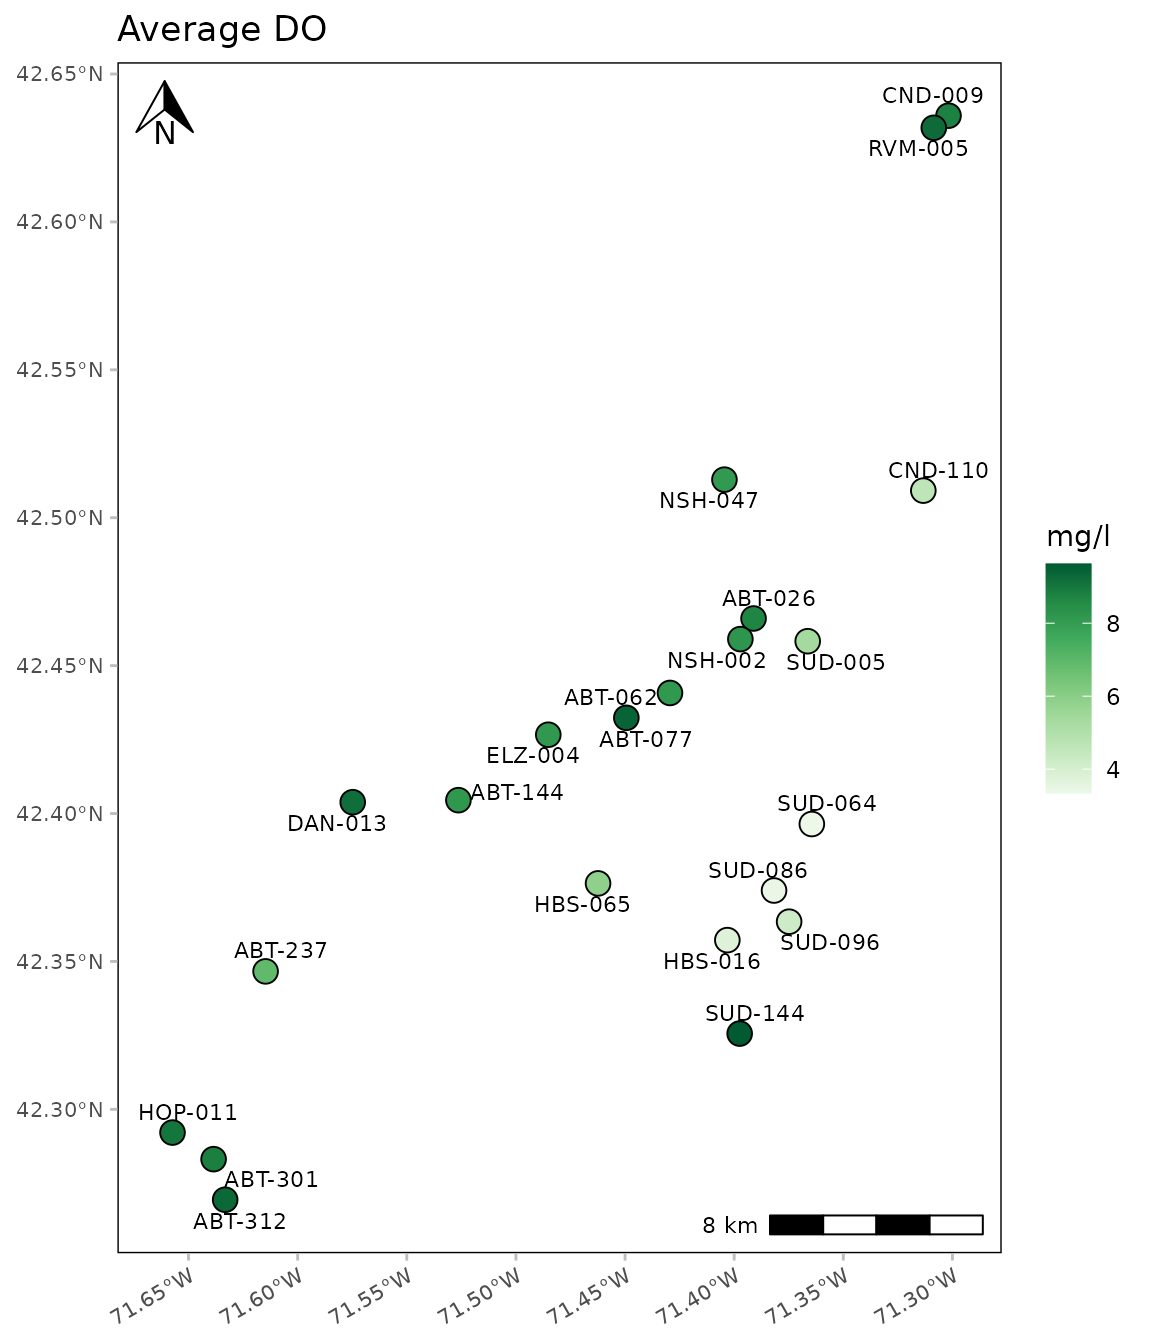 Average DO
42.65°N
42.60°N
42.55°N
42.50°N
42.45°N
42.40°N
42.35°N
42.30°N
N
CND-009
RVM-005
CND-110
NSH-047
ABT-026
NSH-002
SUD-005
ABT-062
ABT-077
ELZ-004
ABT-144
DAN-013
SUD-064
SUD-086
HBS-065
SUD-096
ABT-237
HBS-016
SUD-144
HOP-011
ABT-301
ABT-312
8 km
71.65°W
71.60°W
71.55°W
71.50°W
71.45°W
71.40°W
71.35°W
71.30°W
mg/l
8
6
4